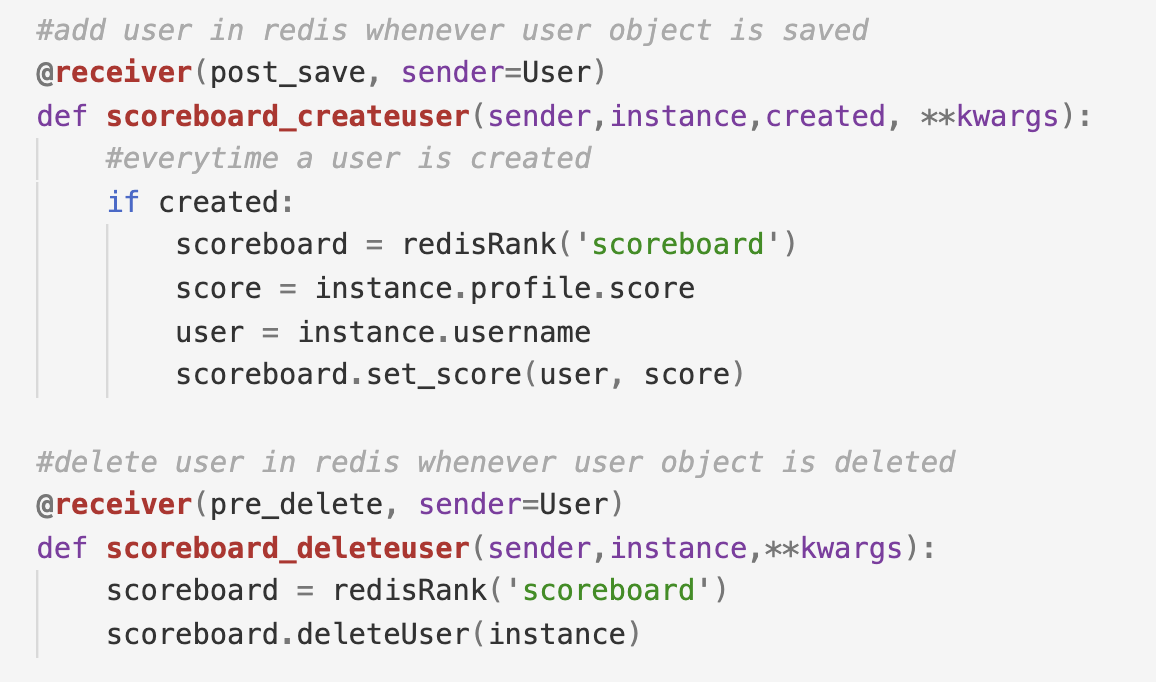 #add user in redis whenever user object is saved
@receiver(post_save, sender=User)
def scoreboard_createuser(sender,instance,created, **kwargs):
    #everytime a user is created
    if created:
        scoreboard = redisRank('scoreboard')
        score = instance.profile.score
        user = instance.username
        scoreboard.set_score(user, score)

#delete user in redis whenever user object is deleted
@receiver(pre_delete, sender=User)
def scoreboard_deleteuser(sender,instance,**kwargs):
    scoreboard = redisRank('scoreboard')
    scoreboard.deleteUser(instance)